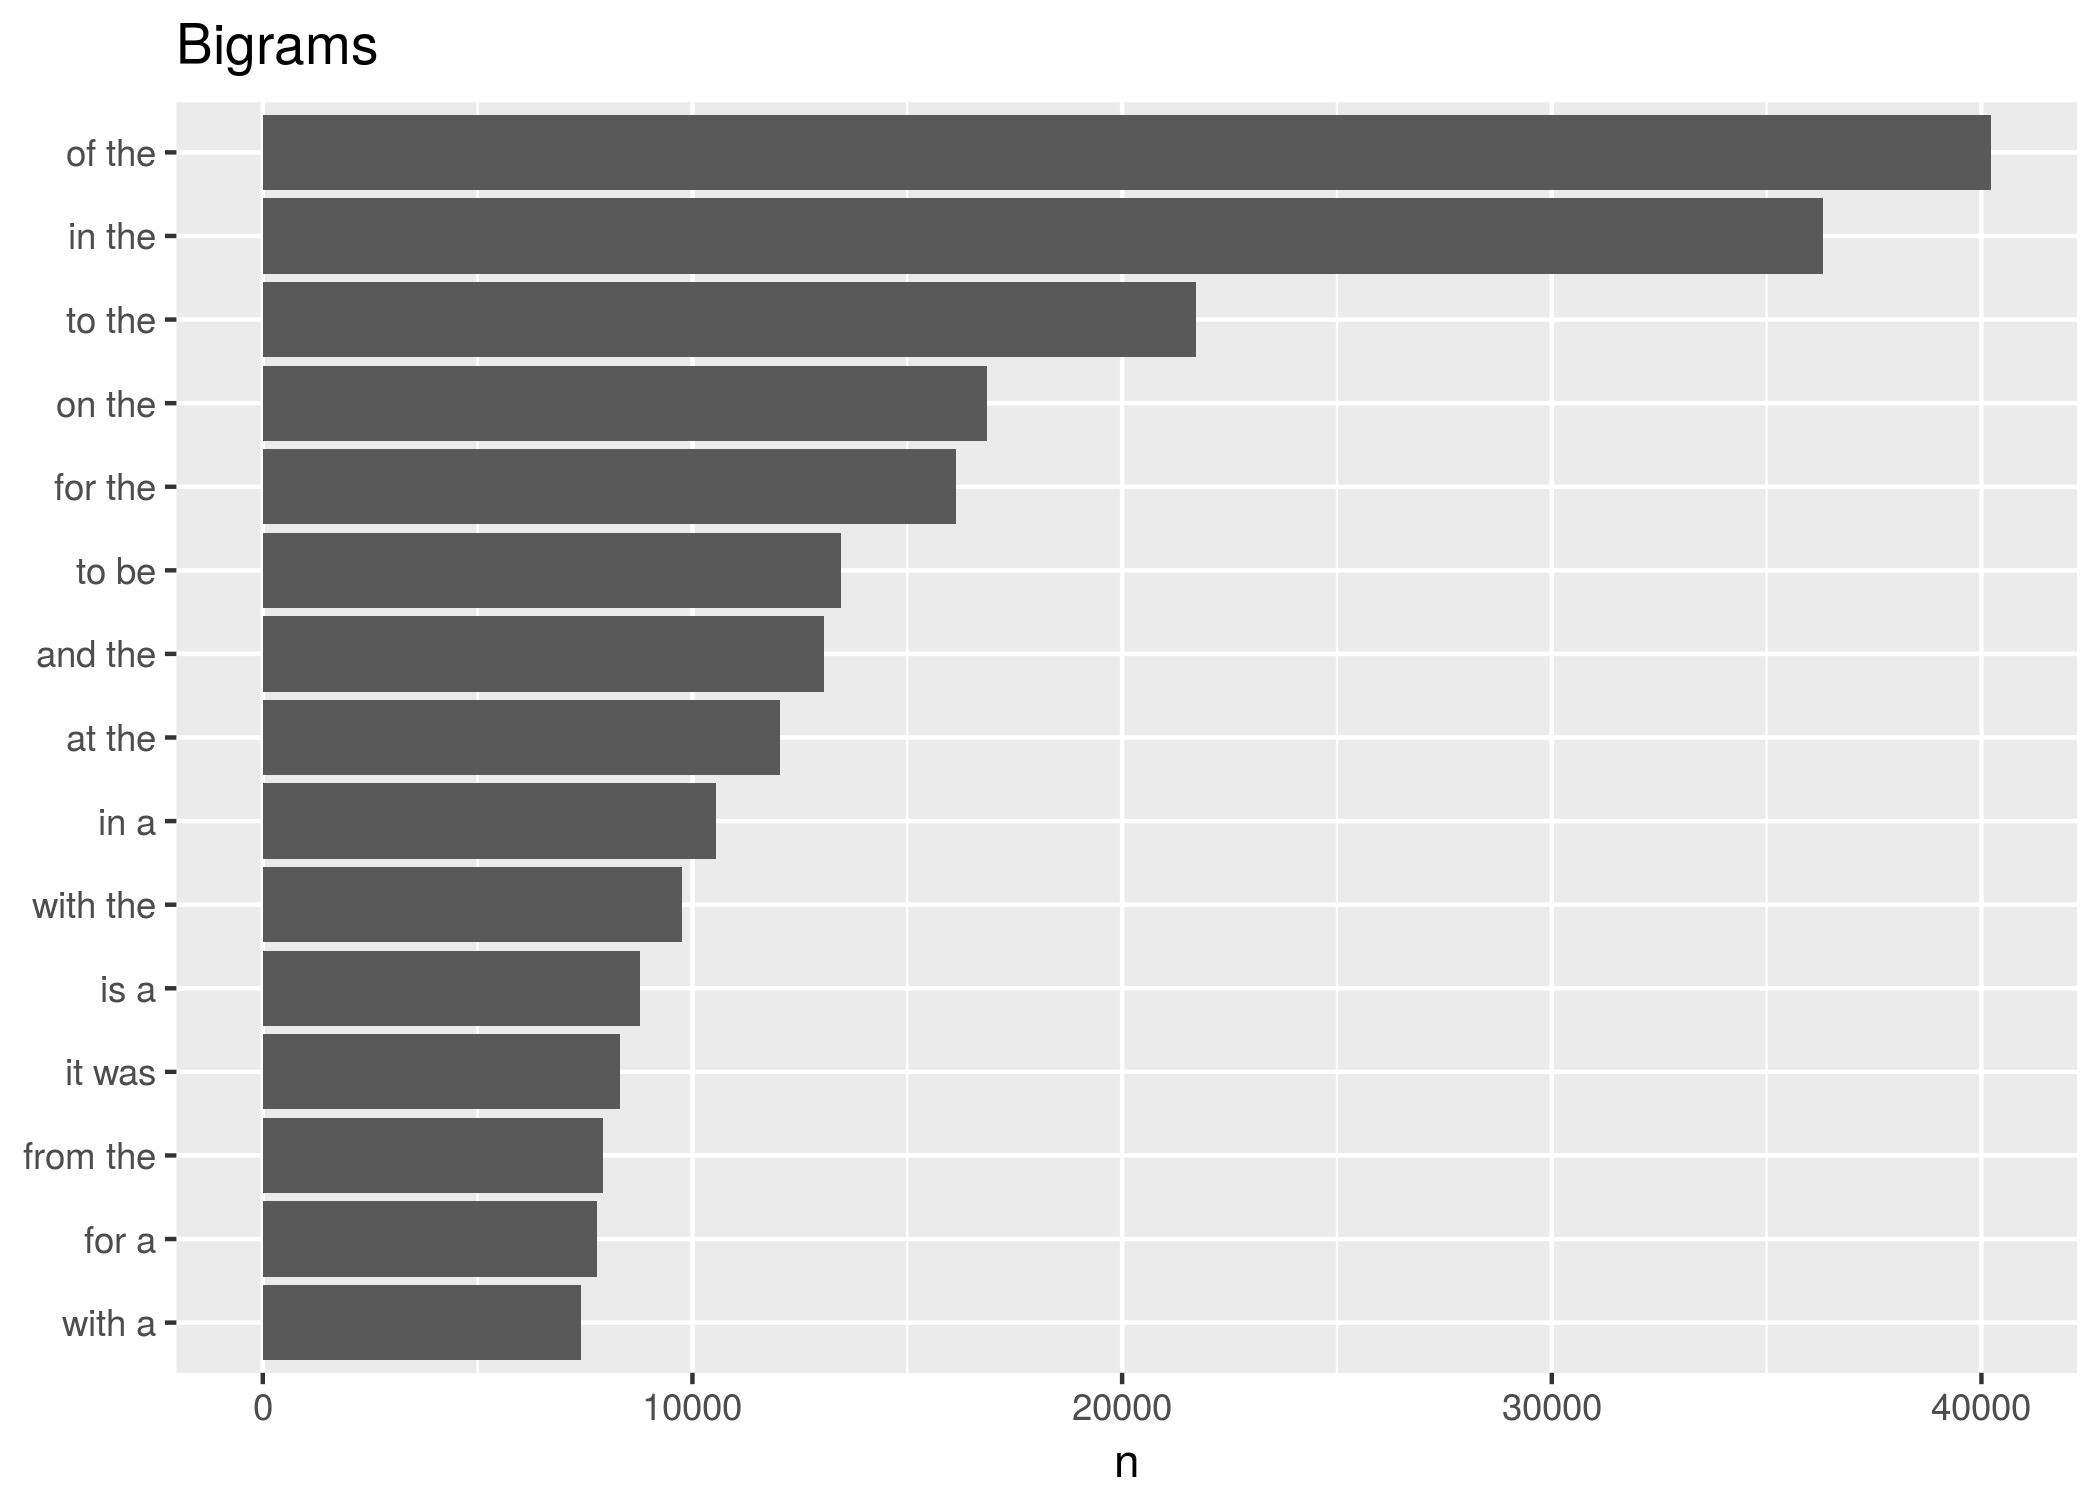 Bigrams
of the
in the
to the
on the
for the
to be
and the
at the
in a
with the
is a
it was
from the
for a
with a
0 10000 20000 30000 40000
n